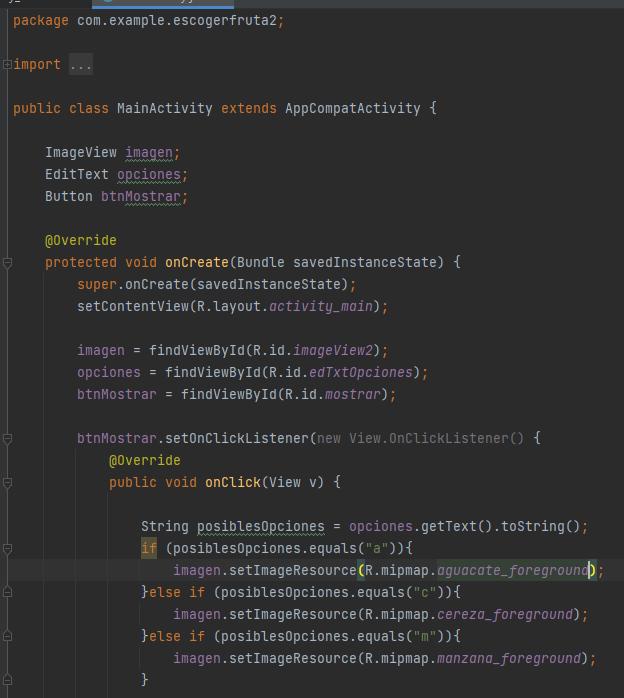 package com.example.escogerfruta2;
import ...
public class MainActivity extends AppCompatActivity {
ImageView imagen;
EditText opciones;
Button btnMostrar;
@Override
protected void onCreate(Bundle savedInstanceState) {
super.onCreate(savedInstanceState);
setContentView(R.layout.activity_main);
imagen = findViewById(R.id.imageView2);
opciones = findViewById(R.id.edTxtOpciones);
btnMostrar = findViewById(R.id.mostrar);
btnMostrar.setOnClickListener(new View.OnClickListener() {
@Override
public void onClick(View v) {
String posiblesOpciones = opciones.getText().toString();
if (posiblesOpciones.equals("a")){
imagen.setImageResource(R.mipmap.aguacate_foreground);
}else if (posiblesOpciones.equals("c")){
imagen.setImageResource(R.mipmap.cereza_foreground);
}else if (posiblesOpciones.equals("m")){
imagen.setImageResource(R.mipmap.manzana_foreground);
}